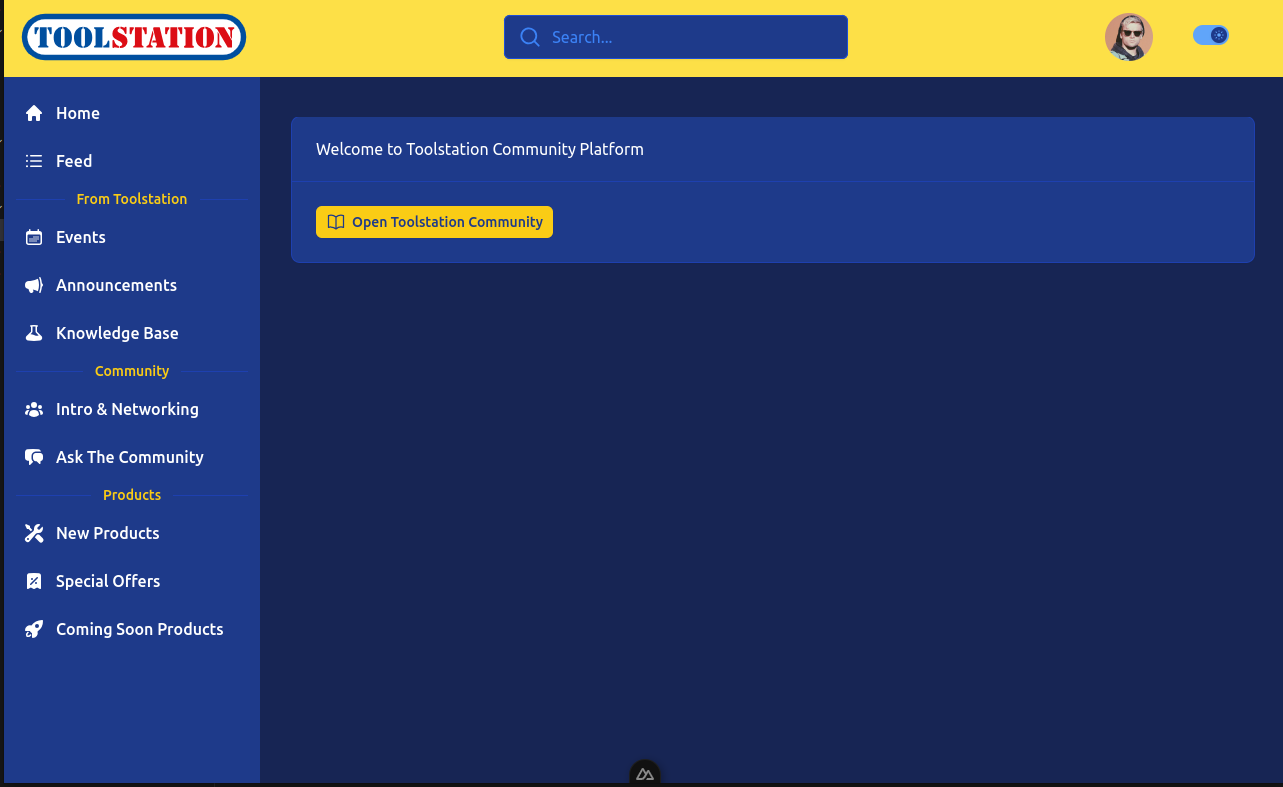 TOOLSTATION
Search...
Home
Feed
From Toolstation
Events
Announcements
Knowledge Base
Community
Intro & Networking
Ask The Community
Products
New Products
Special Offers
Coming Soon Products
Welcome to Toolstation Community Platform
Open Toolstation Community